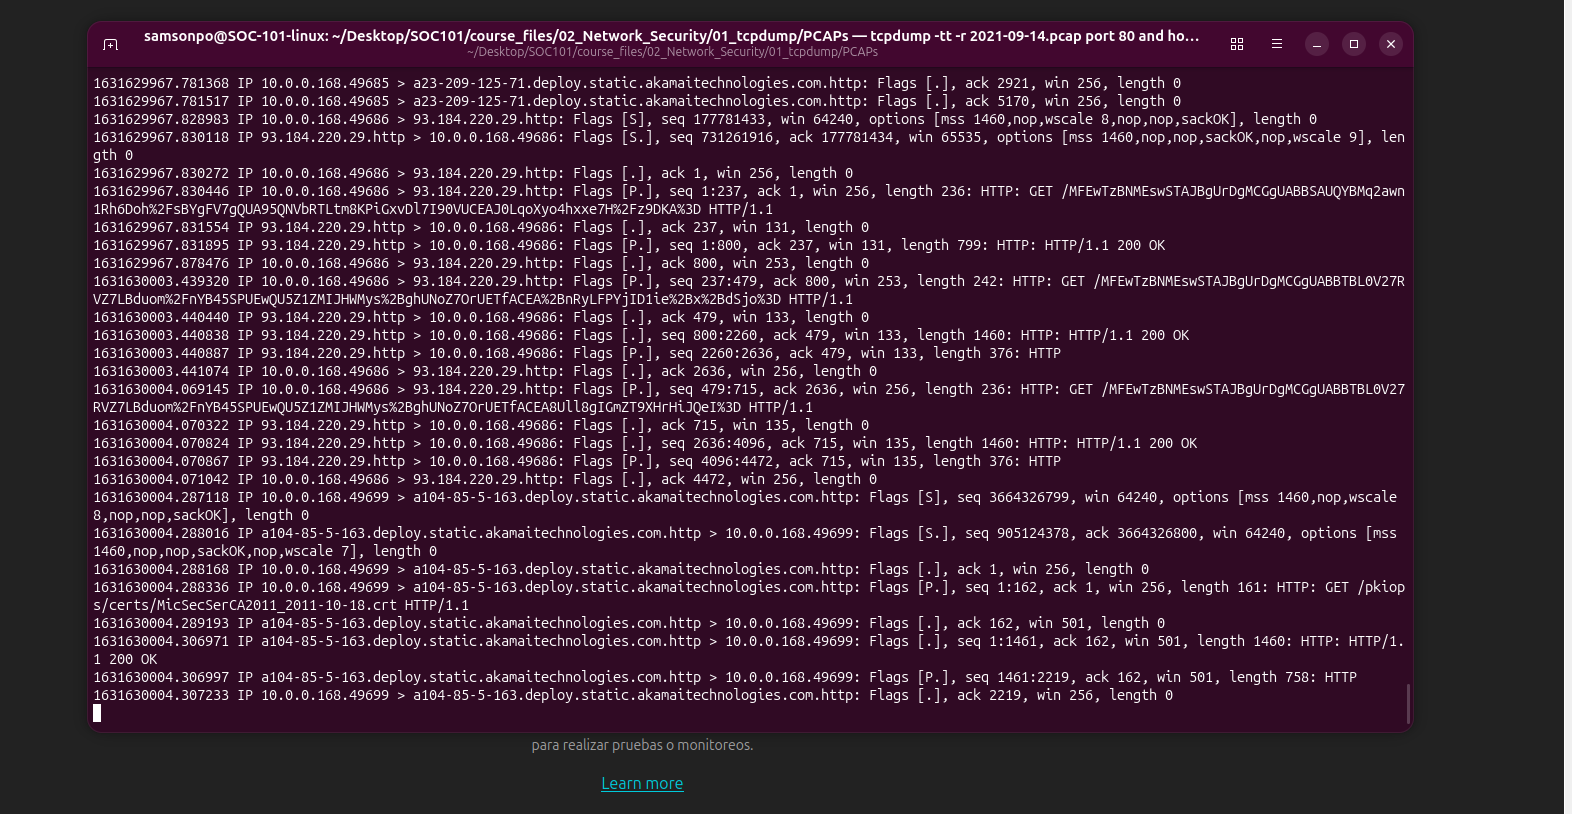 samsonpo@SOC-101-linux: ~/Desktop/SOC101/course_files/02_Network_Security/01_tcpdump/PCAPs — tcpdump -tt -r 2021-09-14.pcap port 80 and ho…
~/Desktop/SOC101/course_files/02_Network_Security/01_tcpdump/PCAPs
1631629967.781368 IP 10.0.0.168.49685 > a23-209-125-71.deploy.static.akamaitechnologies.com.http: Flags [.], ack 2921, win 256, length 0
1631629967.781517 IP 10.0.0.168.49685 > a23-209-125-71.deploy.static.akamaitechnologies.com.http: Flags [.], ack 5170, win 256, length 0
1631629967.828983 IP 10.0.0.168.49686 > 93.184.220.29.http: Flags [S], seq 177781433, win 64240, options [mss 1460,nop,wscale 8,nop,nop,sackOK], length 0
1631629967.830118 IP 93.184.220.29.http > 10.0.0.168.49686: Flags [S.], seq 731261916, ack 177781434, win 65535, options [mss 1460,nop,nop,sackOK,nop,wscale 9], len
gth 0
1631629967.830272 IP 10.0.0.168.49686 > 93.184.220.29.http: Flags [.], ack 1, win 256, length 0
1631629967.830446 IP 10.0.0.168.49686 > 93.184.220.29.http: Flags [P.], seq 1:237, ack 1, win 256, length 236: HTTP: GET /MFEwTzBNMEswSTAJBgUrDgMCGgUABBSAUQYBMq2awn
1Rh6Doh%2FsBYgFV7gQUA95QNVbRTLtm8KPiGxvDl7I90VUCEAJ0LqoXyo4hxxe7H%2Fz9DKA%3D HTTP/1.1
1631629967.831554 IP 93.184.220.29.http > 10.0.0.168.49686: Flags [.], ack 237, win 131, length 0
1631629967.831895 IP 93.184.220.29.http > 10.0.0.168.49686: Flags [P.], seq 1:800, ack 237, win 131, length 799: HTTP: HTTP/1.1 200 OK
1631629967.878476 IP 10.0.0.168.49686 > 93.184.220.29.http: Flags [.], ack 800, win 253, length 0
1631630003.439320 IP 10.0.0.168.49686 > 93.184.220.29.http: Flags [P.], seq 237:479, ack 800, win 253, length 242: HTTP: GET /MFEwTzBNMEswSTAJBgUrDgMCGgUABBTBL0V27R
VZ7LBduom%2FnYB45SPUEwQU5Z1ZMIJHWMys%2BghUNoZ7OrUETfACEA%2BnRyLFPYjID1ie%2Bx%2BdSjo%3D HTTP/1.1
1631630003.440440 IP 93.184.220.29.http > 10.0.0.168.49686: Flags [.], ack 479, win 133, length 0
1631630003.440838 IP 93.184.220.29.http > 10.0.0.168.49686: Flags [.], seq 800:2260, ack 479, win 133, length 1460: HTTP: HTTP/1.1 200 OK
1631630003.440887 IP 93.184.220.29.http > 10.0.0.168.49686: Flags [P.], seq 2260:2636, ack 479, win 133, length 376: HTTP
1631630003.441074 IP 10.0.0.168.49686 > 93.184.220.29.http: Flags [.], ack 2636, win 256, length 0
1631630004.069145 IP 10.0.0.168.49686 > 93.184.220.29.http: Flags [P.], seq 479:715, ack 2636, win 256, length 236: HTTP: GET /MFEwTzBNMEswSTAJBgUrDgMCGgUABBTBL0V27
RVZ7LBduom%2FnYB45SPUEwQU5Z1ZMIJHWMys%2BghUNoZ7OrUETfACEA8Ull8gIGmZT9XHrHiJQeI%3D HTTP/1.1
1631630004.070322 IP 93.184.220.29.http > 10.0.0.168.49686: Flags [.], ack 715, win 135, length 0
1631630004.070824 IP 93.184.220.29.http > 10.0.0.168.49686: Flags [.], seq 2636:4096, ack 715, win 135, length 1460: HTTP: HTTP/1.1 200 OK
1631630004.070867 IP 93.184.220.29.http > 10.0.0.168.49686: Flags [P.], seq 4096:4472, ack 715, win 135, length 376: HTTP
1631630004.071042 IP 10.0.0.168.49686 > 93.184.220.29.http: Flags [.], ack 4472, win 256, length 0
1631630004.287118 IP 10.0.0.168.49699 > a104-85-5-163.deploy.static.akamaitechnologies.com.http: Flags [S], seq 3664326799, win 64240, options [mss 1460,nop,wscale
8,nop,nop,sackOK], length 0
1631630004.288016 IP a104-85-5-163.deploy.static.akamaitechnologies.com.http > 10.0.0.168.49699: Flags [S.], seq 905124378, ack 3664326800, win 64240, options [mss
1460,nop,nop,sackOK,nop,wscale 7], length 0
1631630004.288168 IP 10.0.0.168.49699 > a104-85-5-163.deploy.static.akamaitechnologies.com.http: Flags [.], ack 1, win 256, length 0
1631630004.288336 IP 10.0.0.168.49699 > a104-85-5-163.deploy.static.akamaitechnologies.com.http: Flags [P.], seq 1:162, ack 1, win 256, length 161: HTTP: GET /pkiop
s/certs/MicSecSerCA2011_2011-10-18.crt HTTP/1.1
1631630004.289193 IP a104-85-5-163.deploy.static.akamaitechnologies.com.http > 10.0.0.168.49699: Flags [.], ack 162, win 501, length 0
1631630004.306971 IP a104-85-5-163.deploy.static.akamaitechnologies.com.http > 10.0.0.168.49699: Flags [.], seq 1:1461, ack 162, win 501, length 1460: HTTP: HTTP/1.
1 200 OK
1631630004.306997 IP a104-85-5-163.deploy.static.akamaitechnologies.com.http > 10.0.0.168.49699: Flags [P.], seq 1461:2219, ack 162, win 501, length 758: HTTP
1631630004.307233 IP 10.0.0.168.49699 > a104-85-5-163.deploy.static.akamaitechnologies.com.http: Flags [.], ack 2219, win 256, length 0
para realizar pruebas o monitoreos.
Learn more